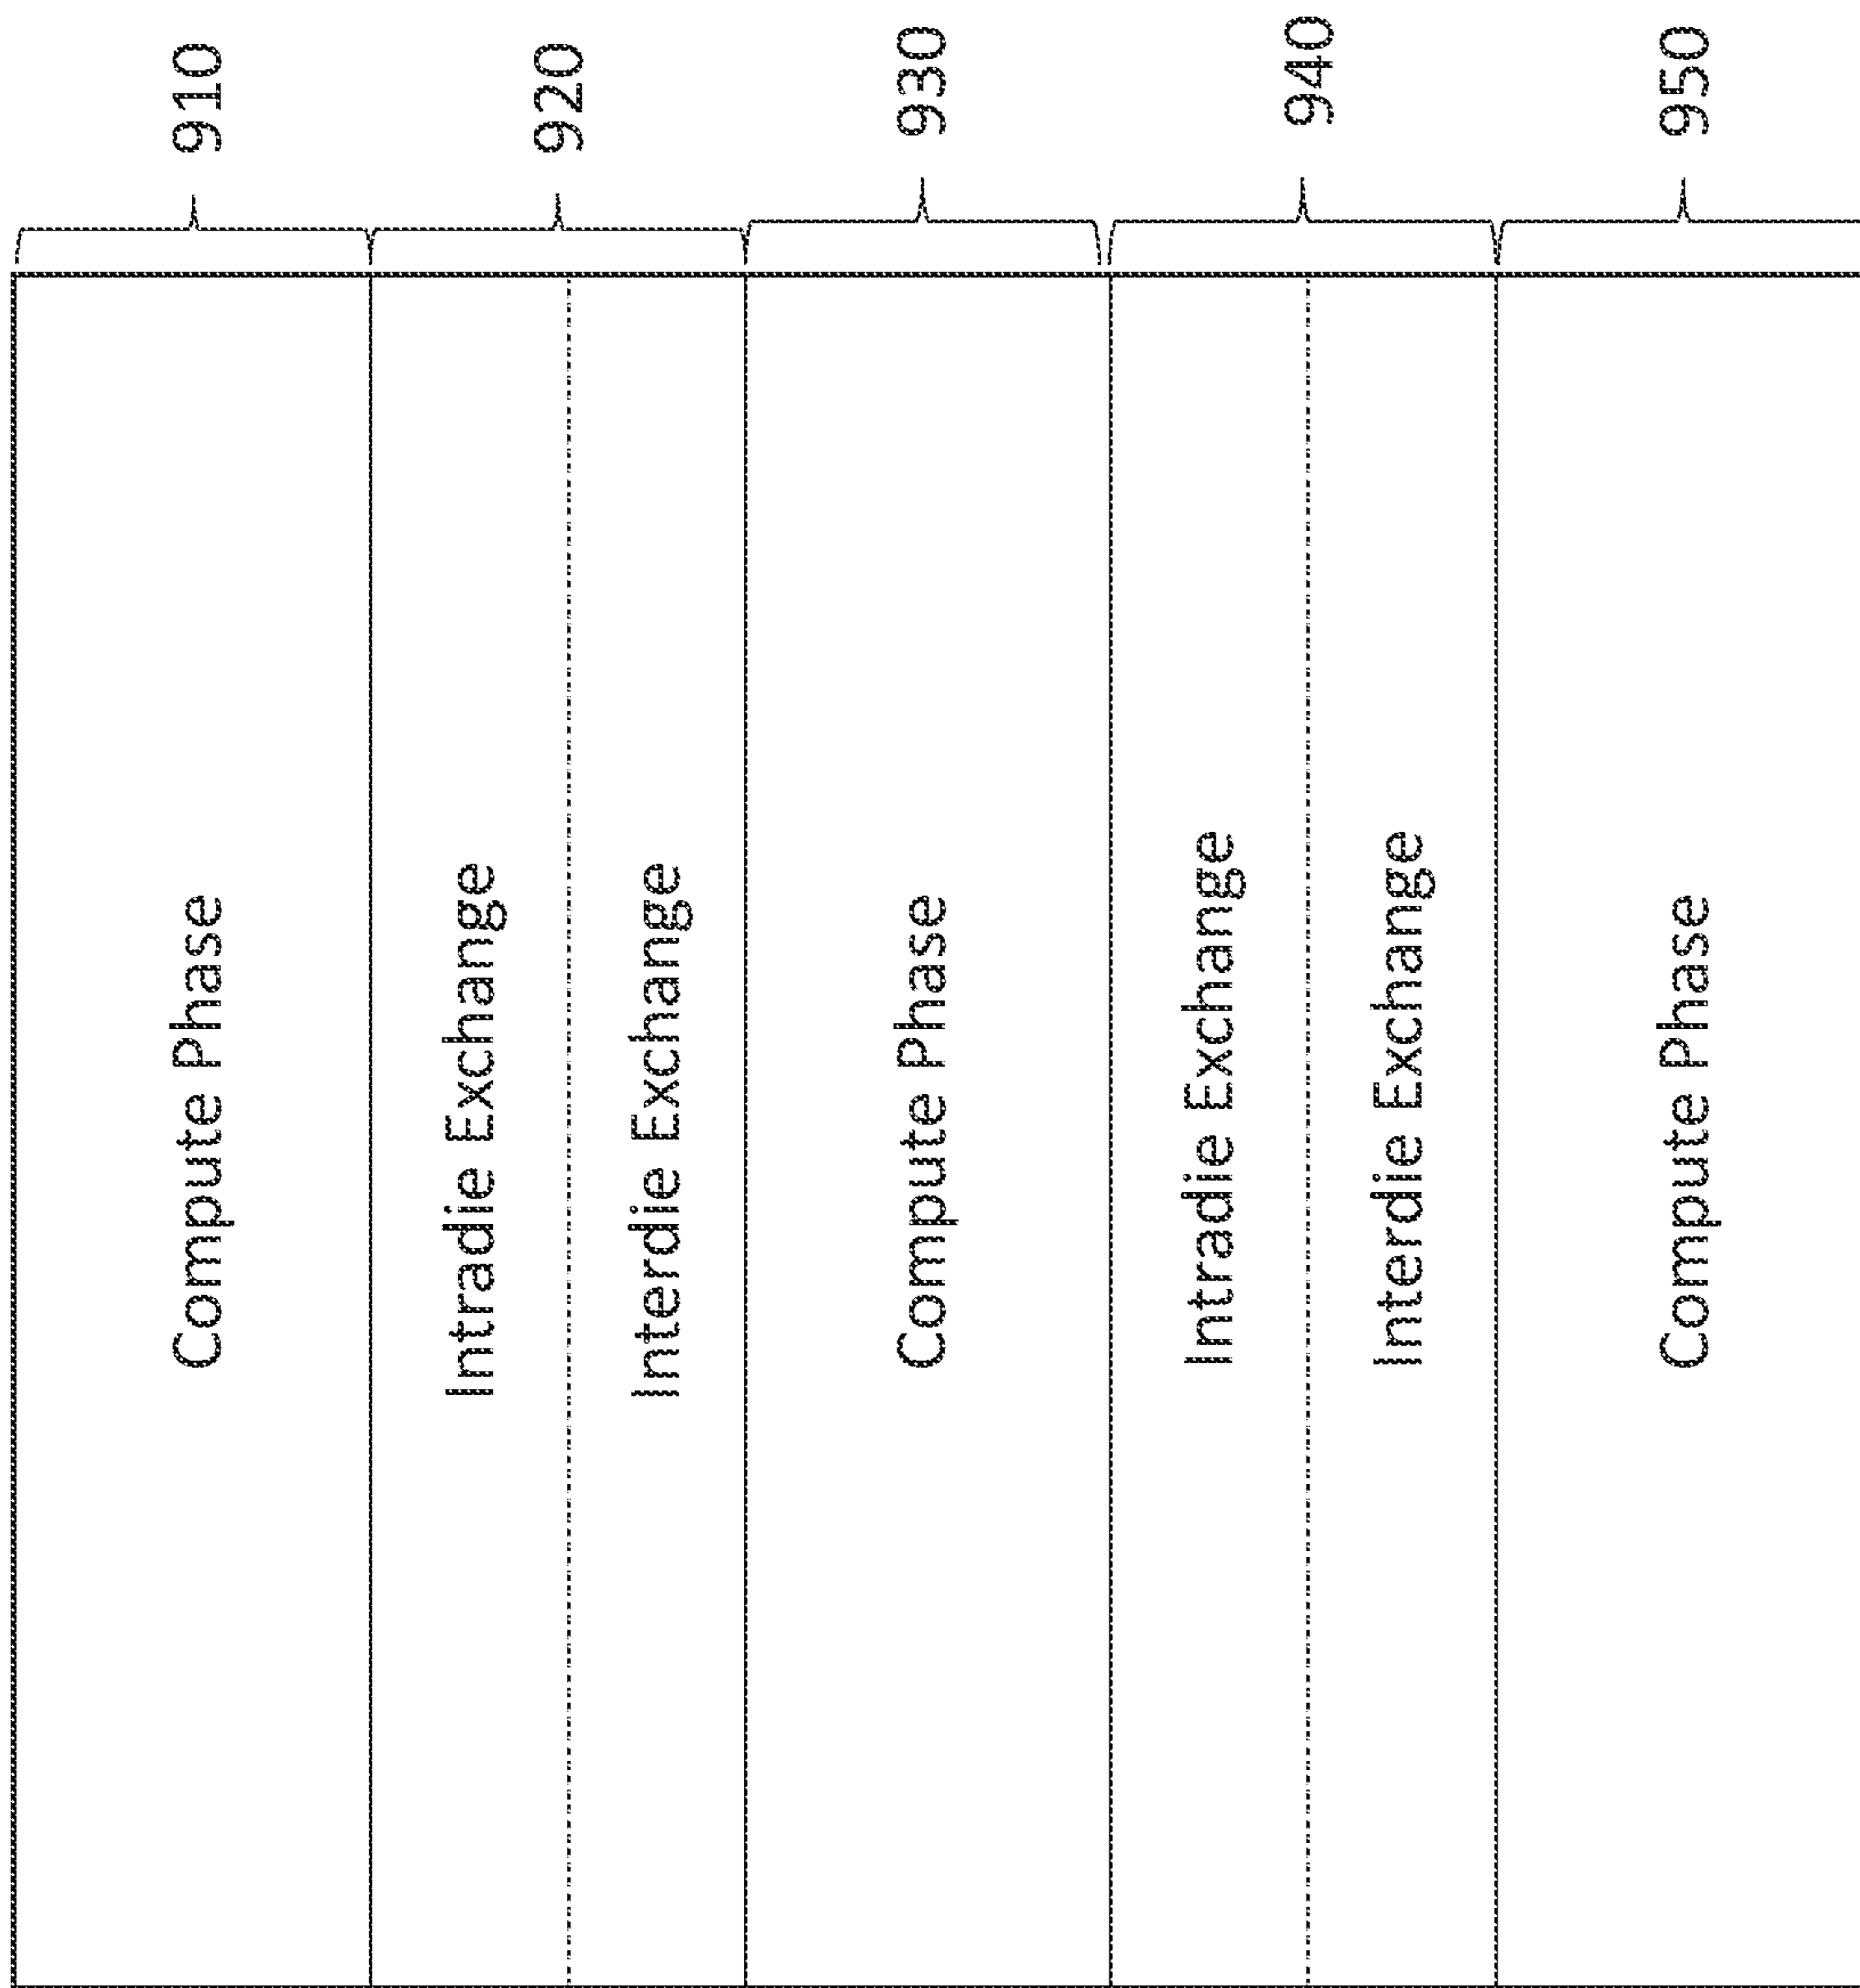 Compute Phase 910
Intradie Exchange
920
Interdie Exchange
Compute Phase 930
Intradie Exchange
940
Interdie Exchange
Compute Phase 950